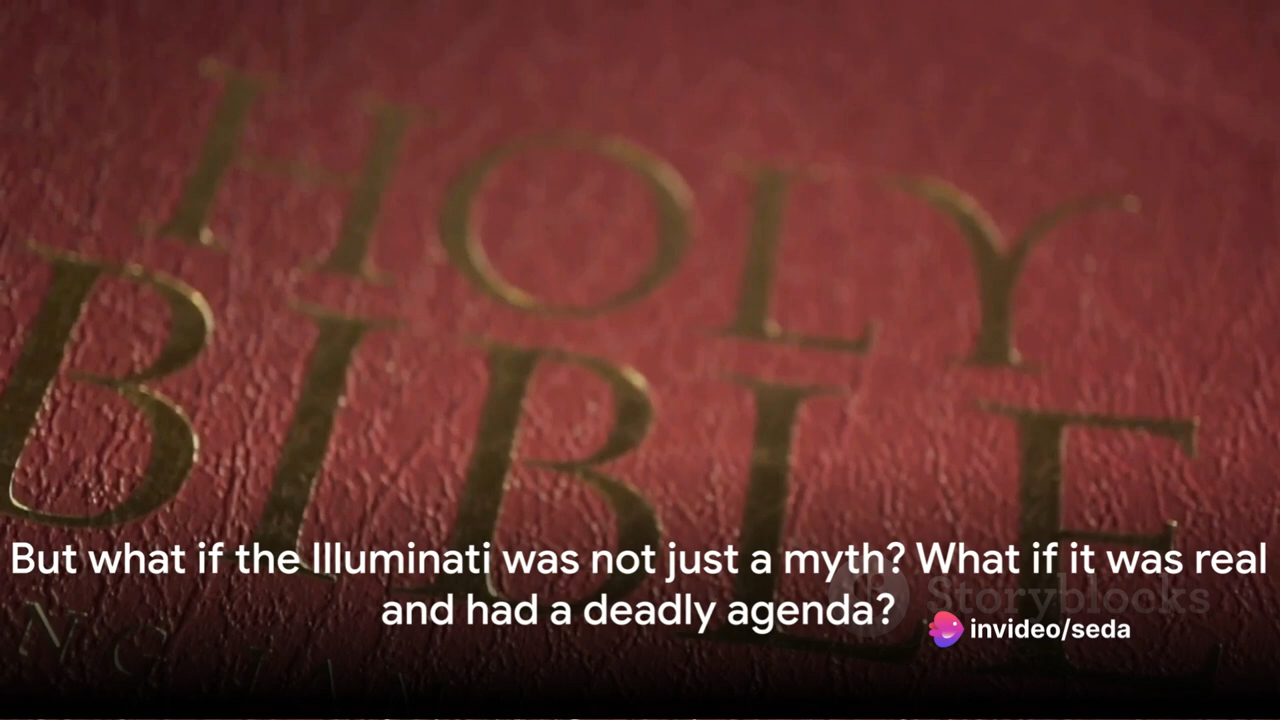 HOLY
BIBLE
But what if the Illuminati was not just a myth? What if it was real
and had a deadly agenda?
Storyblocks
invideo/seda